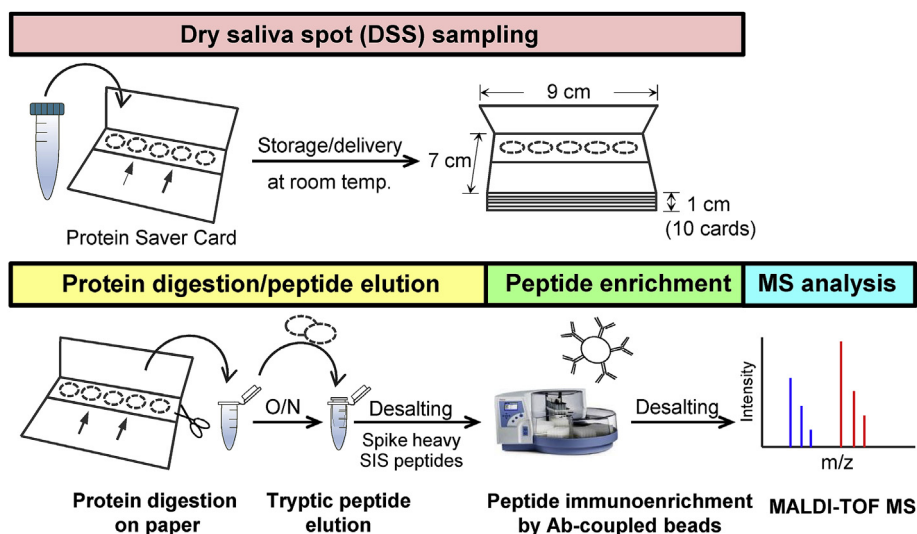 Dry saliva spot (DSS) sampling
9 cm
Storage/delivery
at room temp.
7 cm
1 cm
(10 cards)
Protein Saver Card
Protein digestion/peptide elution
Peptide enrichment
MS analysis
O/N
Desalting
Spike heavy
SIS peptides
Desalting
Intensity
m/z
Protein digestion
on paper
Tryptic peptide
elution
Peptide immunoenrichment
by Ab-coupled beads
MALDI-TOF MS